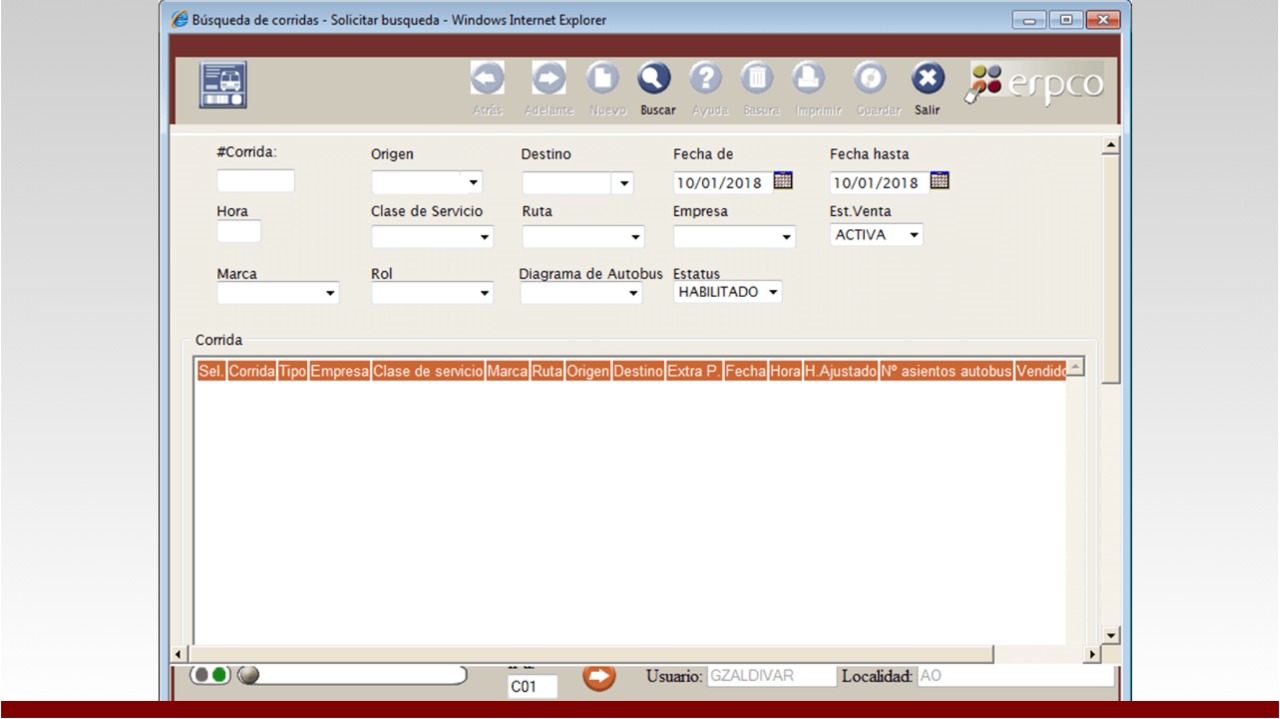 Búsqueda de corridas - Solicitar busqueda - Windows Internet Explorer
Atrás Adelante Nuevo Buscar Ayuda Basura Imprimir Guardar Salir erpco
#Corrida: Origen Destino Fecha de Fecha hasta
10/01/2018 10/01/2018
Hora Clase de Servicio Ruta Empresa Est.Venta
ACTIVA
Marca Rol Diagrama de Autobus Estatus
HABILITADO
Corrida
Sel. Corrida Tipo Empresa Clase de servicio Marca Ruta Origen Destino Extra P. Fecha Hora H.Ajustado Nº asientos autobus
C01 Usuario: GZALDIVAR Localidad: AO